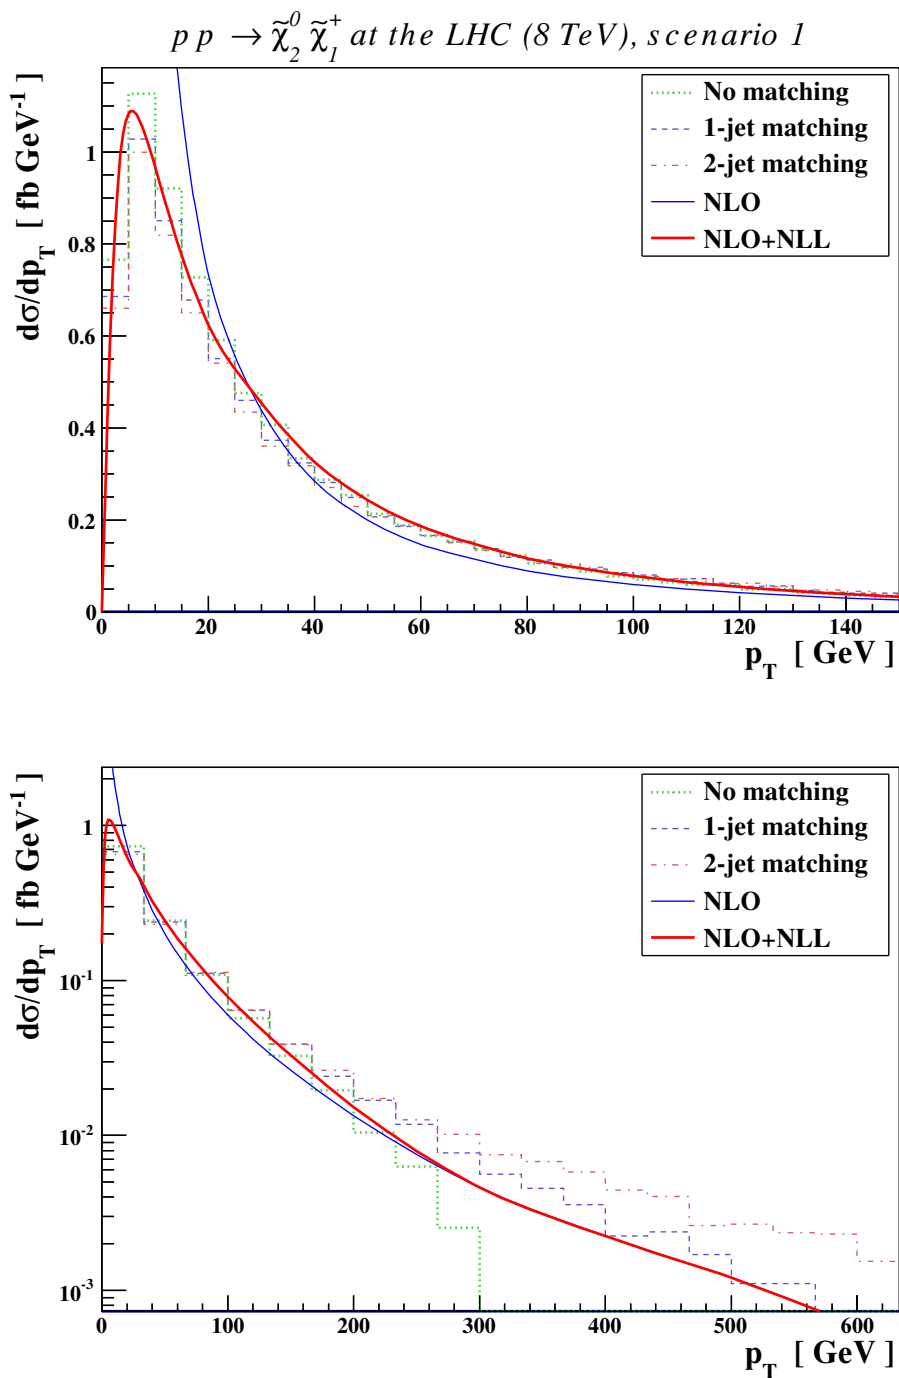 p p → χ̃₂⁰ χ̃₁⁺ at the LHC (8 TeV), scenario 1
dσ/dp_T [ fb GeV⁻¹ ]
No matching
1-jet matching
2-jet matching
NLO
NLO+NLL
1
0.8
0.6
0.4
0.2
0
0 20 40 60 80 100 120 140
p_T [ GeV ]
dσ/dp_T [ fb GeV⁻¹ ]
No matching
1-jet matching
2-jet matching
NLO
NLO+NLL
1
10⁻¹
10⁻²
10⁻³
0 100 200 300 400 500 600
p_T [ GeV ]